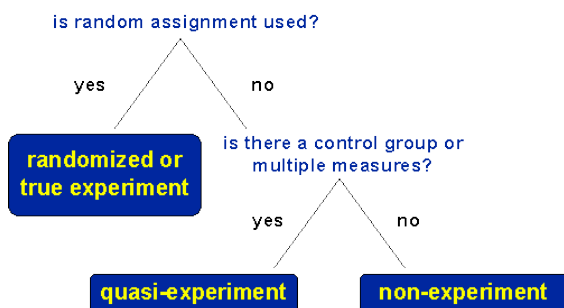 is random assignment used?
yes
no
randomized or
true experiment
is there a control group or
multiple measures?
yes
no
quasi-experiment
non-experiment